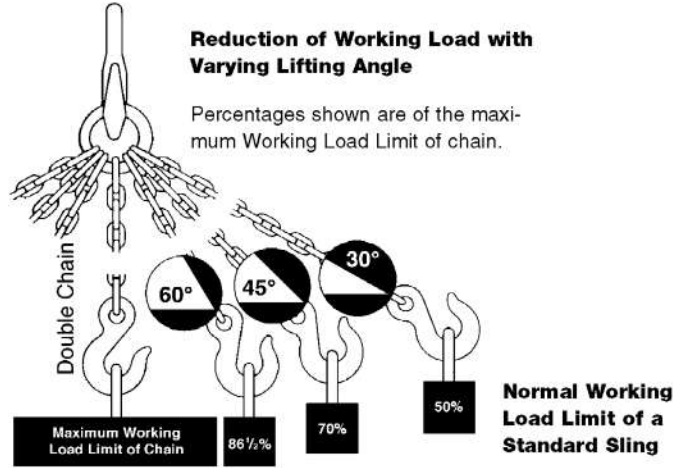 Reduction of Working Load with
Varying Lifting Angle
Percentages shown are of the maxi-
mum Working Load Limit of chain.
Double Chain
60°
45°
30°
Maximum Working
Load Limit of Chain
86½%
70%
50%
Normal Working
Load Limit of a
Standard Sling